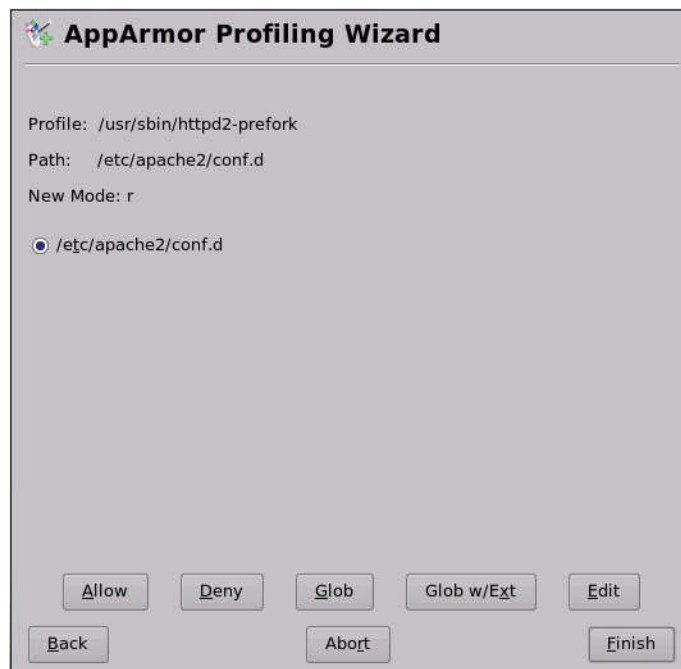 AppArmor Profiling Wizard
Profile: /usr/sbin/httpd2-prefork
Path: /etc/apache2/conf.d
New Mode: r
/etc/apache2/conf.d
Allow Deny Glob Glob w/Ext Edit
Back Abort Finish